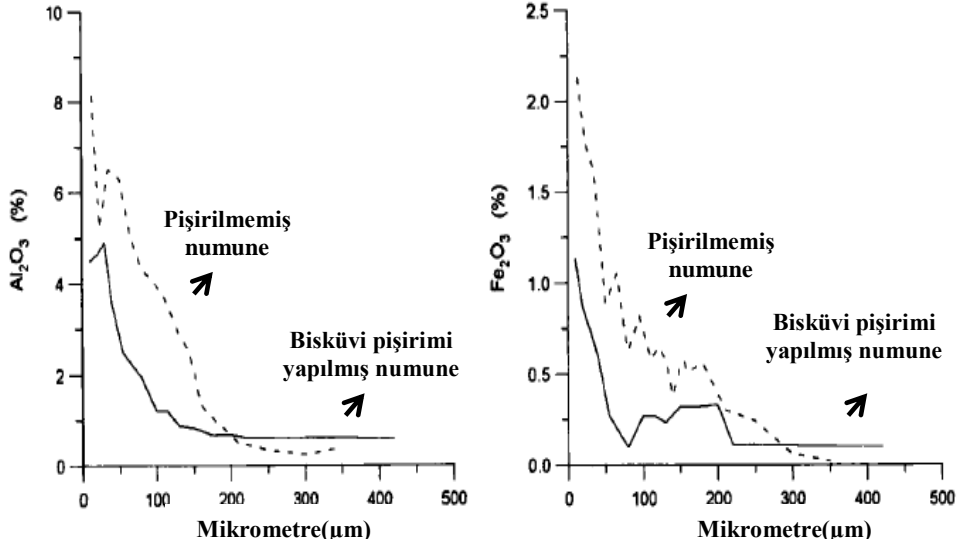 10
8
6
4
2
0
Al₂O₃ (%)
0 100 200 300 400 500
Mikrometre(µm)
Pişirilmemiş
numune
Bisküvi pişirimi
yapılmış numune
2.5
2.0
1.5
1.0
0.5
0.0
Fe₂O₃ (%)
0 100 200 300 400 500
Mikrometre(µm)
Pişirilmemiş
numune
Bisküvi pişirimi
yapılmış numune